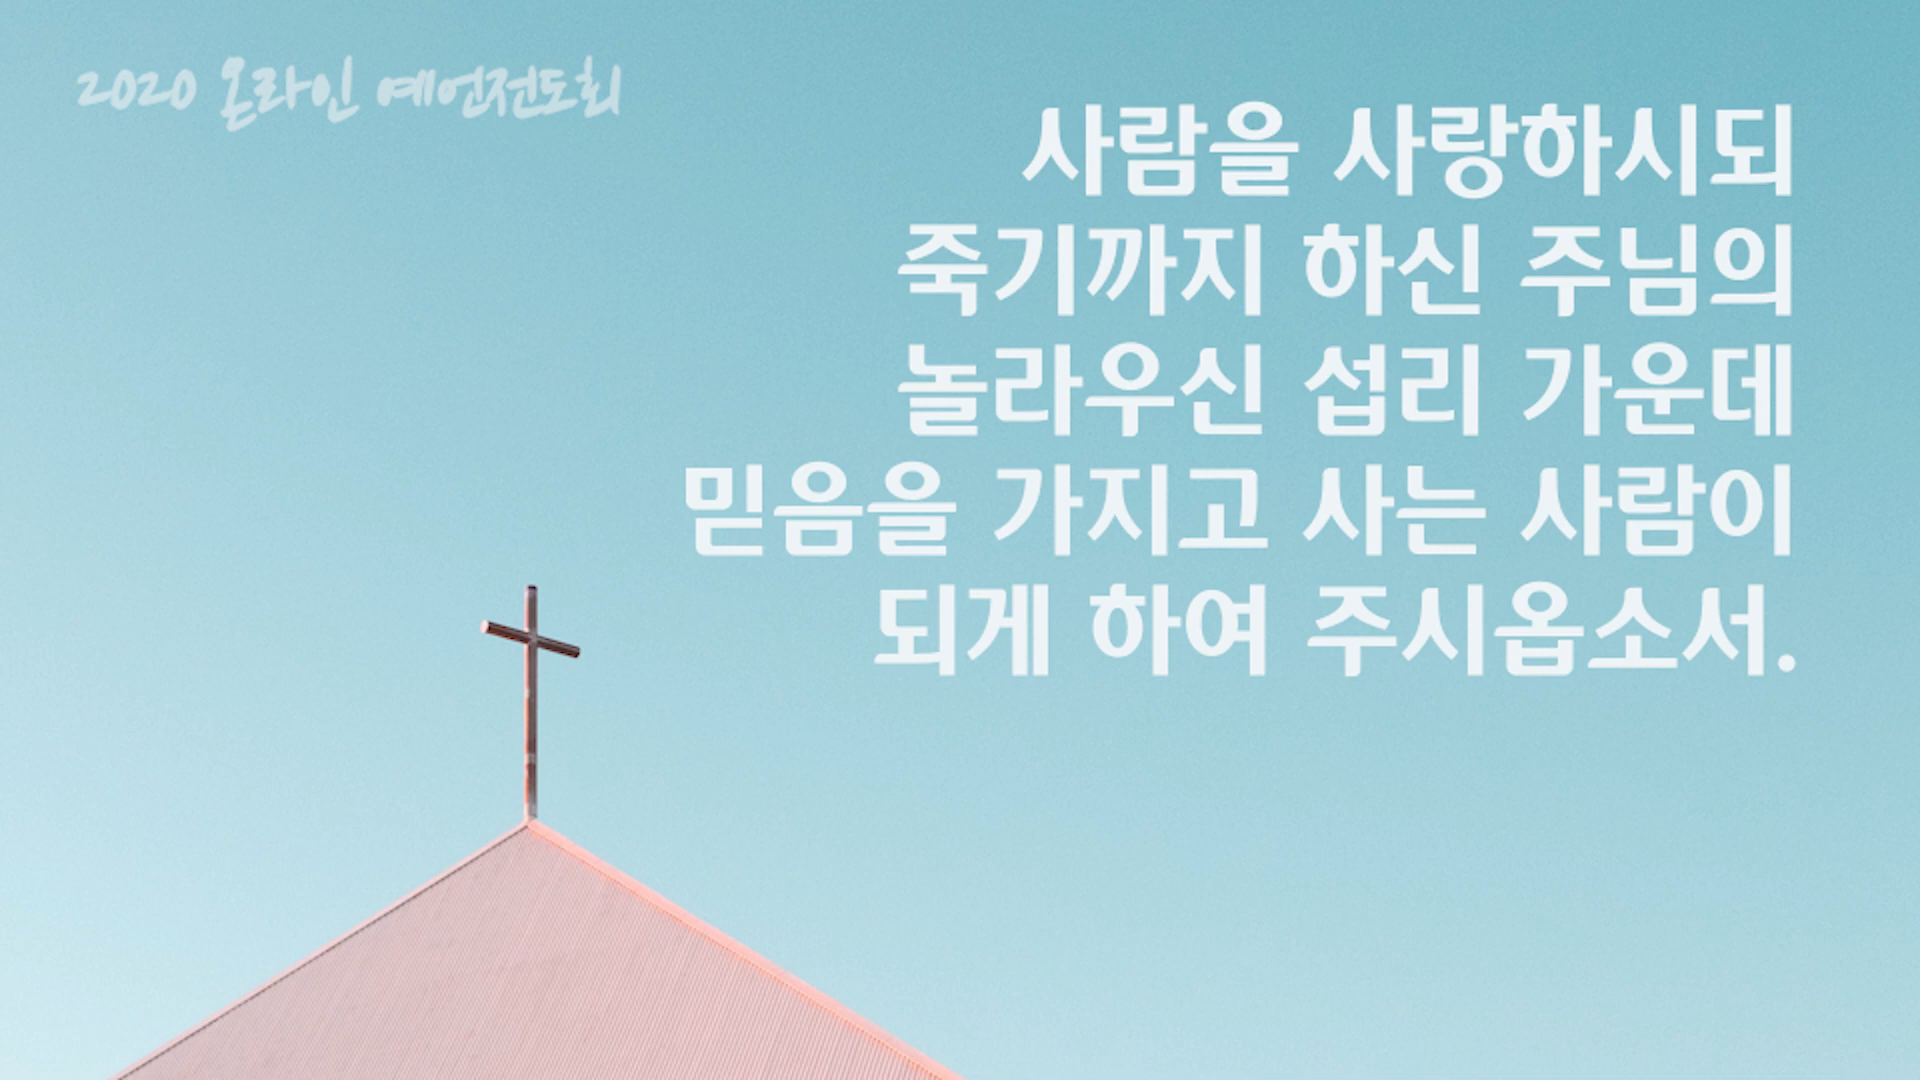 2020 온라인 예언전도회
사람을 사랑하시되
죽기까지 하신 주님의
놀라우신 섭리 가운데
믿음을 가지고 사는 사람이
되게 하여 주시옵소서.